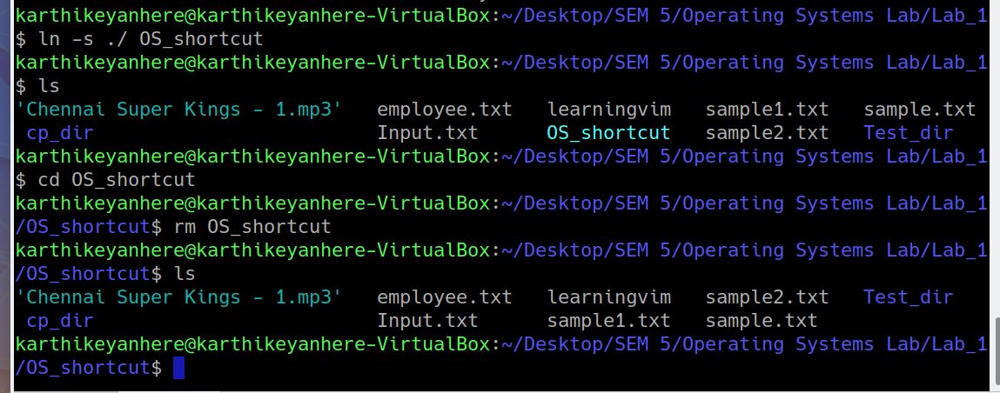 karthikeyanhere@karthikeyanhere-VirtualBox:~/Desktop/SEM 5/Operating Systems Lab/Lab_1
$ ln -s ./ OS_shortcut
karthikeyanhere@karthikeyanhere-VirtualBox:~/Desktop/SEM 5/Operating Systems Lab/Lab_1
$ ls
'Chennai Super Kings - 1.mp3'   employee.txt   learningvim   sample1.txt   sample.txt
 cp_dir                         Input.txt      OS_shortcut   sample2.txt   Test_dir
karthikeyanhere@karthikeyanhere-VirtualBox:~/Desktop/SEM 5/Operating Systems Lab/Lab_1
$ cd OS_shortcut
karthikeyanhere@karthikeyanhere-VirtualBox:~/Desktop/SEM 5/Operating Systems Lab/Lab_1
/OS_shortcut$ rm OS_shortcut
karthikeyanhere@karthikeyanhere-VirtualBox:~/Desktop/SEM 5/Operating Systems Lab/Lab_1
/OS_shortcut$ ls
'Chennai Super Kings - 1.mp3'   employee.txt   learningvim   sample2.txt   Test_dir
 cp_dir                         Input.txt      sample1.txt   sample.txt
karthikeyanhere@karthikeyanhere-VirtualBox:~/Desktop/SEM 5/Operating Systems Lab/Lab_1
/OS_shortcut$